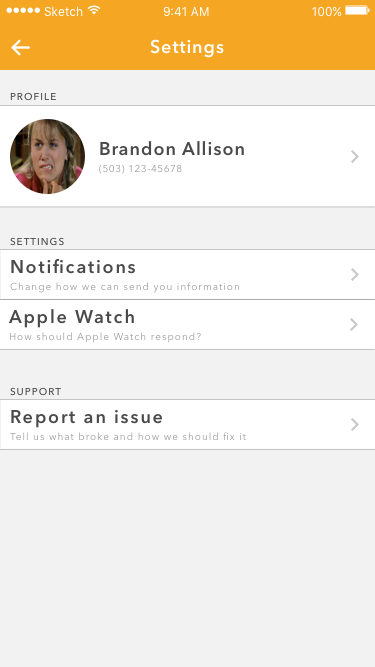 Sketch 9:41 AM 100%
Settings
PROFILE
Brandon Allison
(503) 123-45678
SETTINGS
Notifications
Change how we can send you information
Apple Watch
How should Apple Watch respond?
SUPPORT
Report an issue
Tell us what broke and how we should fix it